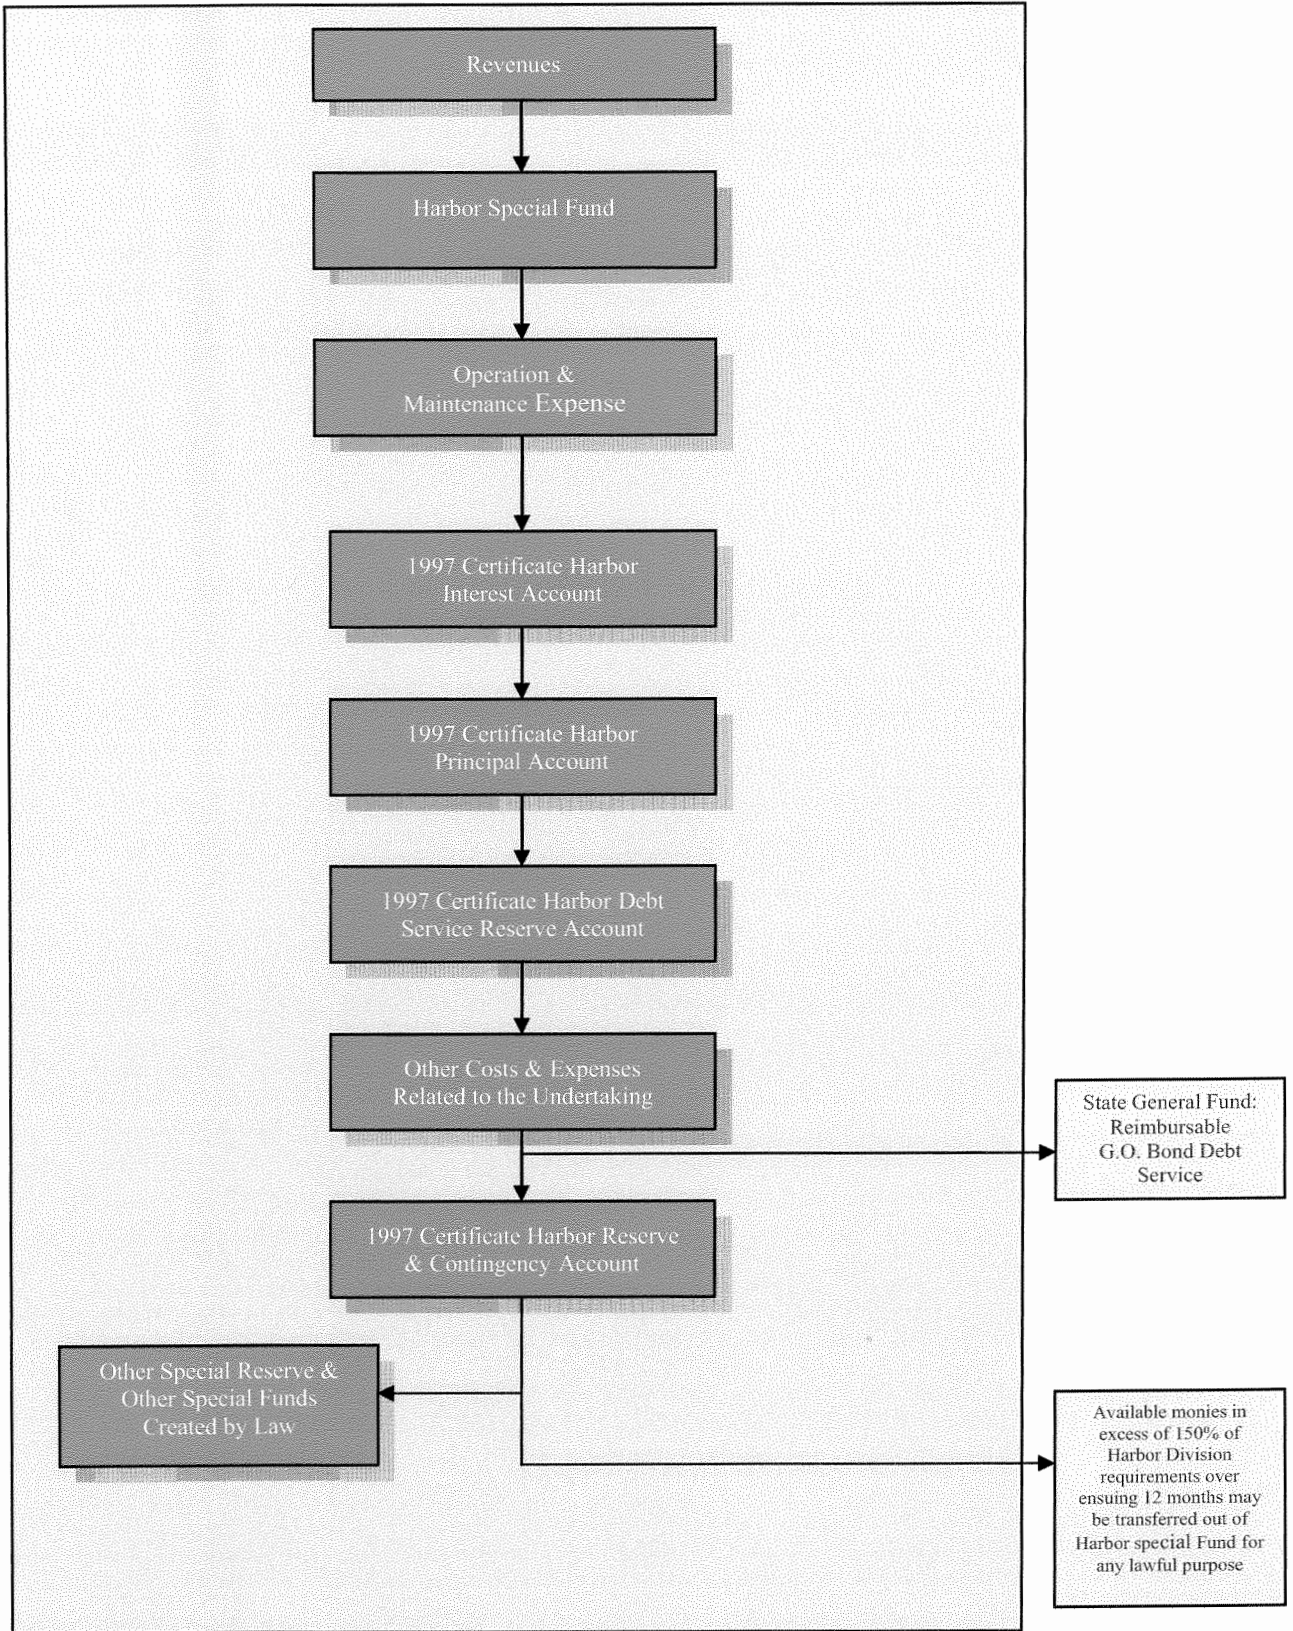 Revenues
Harbor Special Fund
Operation &
Maintenance Expense
1997 Certificate Harbor
Interest Account
1997 Certificate Harbor
Principal Account
1997 Certificate Harbor Debt
Service Reserve Account
Other Costs & Expenses
Related to the Undertaking
State General Fund:
Reimbursable
G.O. Bond Debt
Service
1997 Certificate Harbor Reserve
& Contingency Account
Other Special Reserve &
Other Special Funds
Created by Law
Available monies in
excess of 150% of
Harbor Division
requirements over
ensuing 12 months may
be transferred out of
Harbor special Fund for
any lawful purpose